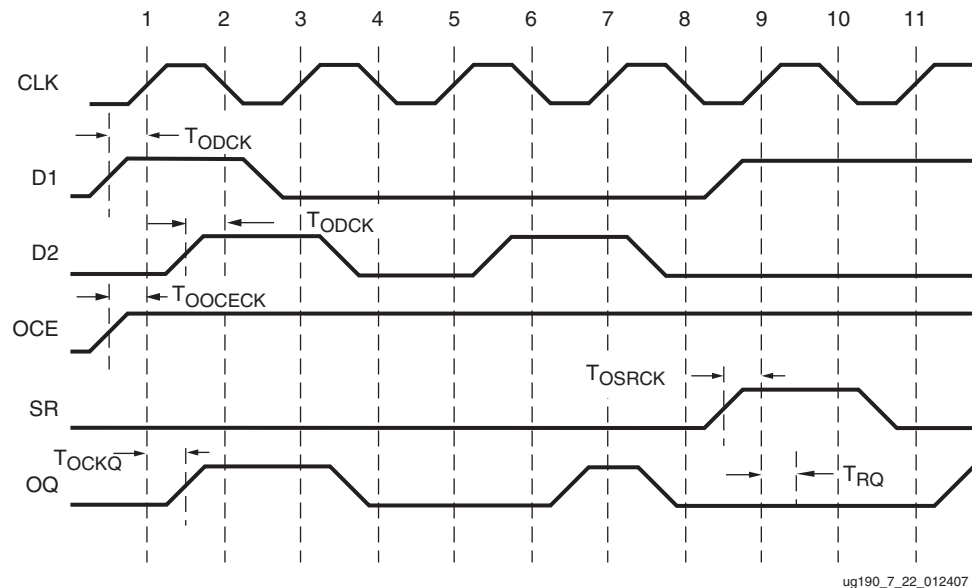 1 2 3 4 5 6 7 8 9 10 11
CLK
TODCK
D1
TODCK
D2
TOOCECK
OCE
TOSRCK
SR
TOCKQ
OQ
TRQ
ug190_7_22_012407